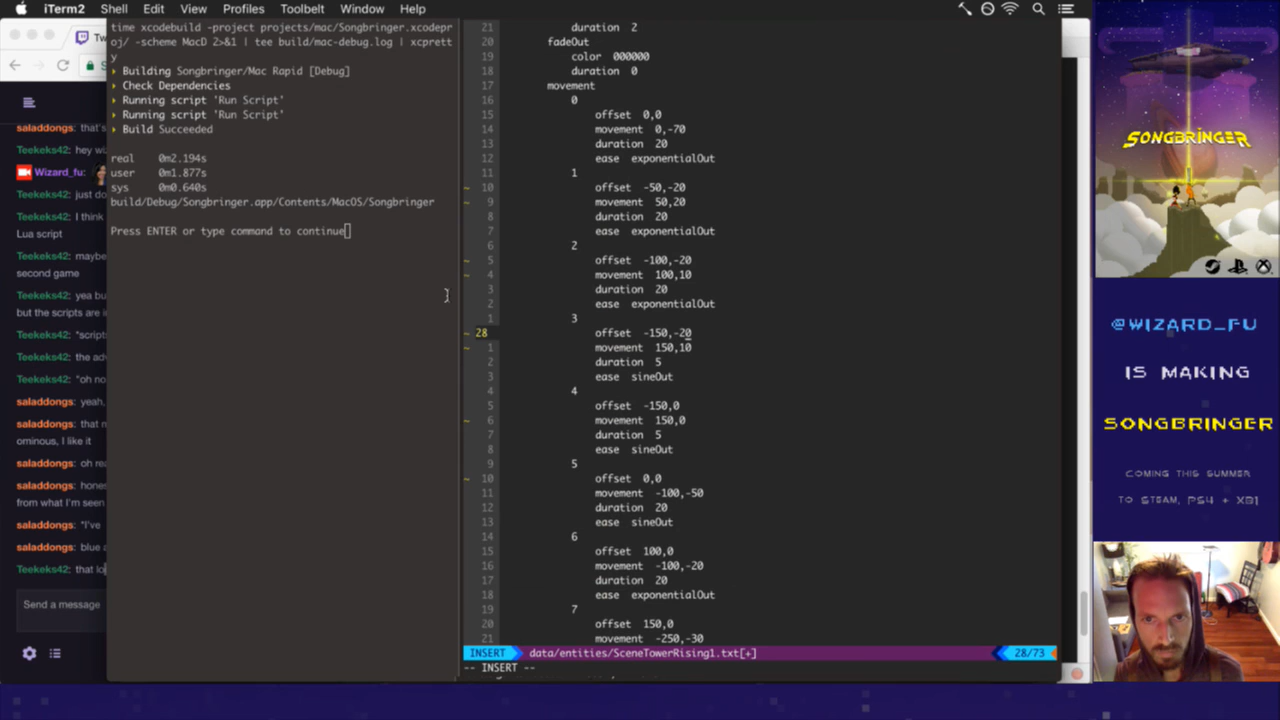 iTerm2 Shell Edit View Profiles Toolbelt Window Help
Tw
S
saladdongs: that's
Teekeks42: hey wi
Wizard_fu:
Teekeks42: just do
Teekeks42: I think
Lua script
Teekeks42: maybe
second game
Teekeks42: yea bu
but the scripts are i
Teekeks42: "scripts
Teekeks42: the adv
Teekeks42: "oh no
saladdongs: yeah,
saladdongs: that m
ominous, I like it
saladdongs: oh rea
saladdongs: hones
from what I'm seen
saladdongs: "I've
saladdongs: blue a
Teekeks42: that lo
Send a message
time xcodebuild -project projects/mac/Songbringer.xcodepr
oj/ -scheme MacD 2>&1 | tee build/mac-debug.log | xcprett
y
Building Songbringer/Mac Rapid [Debug]
Check Dependencies
Running script 'Run Script'
Running script 'Run Script'
Build Succeeded
real 0m2.194s
user 0m1.877s
sys 0m0.640s
build/Debug/Songbringer.app/Contents/MacOS/Songbringer
Press ENTER or type command to continue
21 duration 2
20 fadeOut
19 color 000000
18 duration 0
17 movement
16 0
15 offset 0,0
14 movement 0,-70
13 duration 20
12 ease exponentialOut
11 1
~ 10 offset -50,-20
~ 9 movement 50,20
8 duration 20
7 ease exponentialOut
6 2
~ 5 offset -100,-20
~ 4 movement 100,10
3 duration 20
2 ease exponentialOut
1 3
~ 28 offset -150,-20
~ 1 movement 150,10
2 duration 5
3 ease sineOut
4 4
5 offset -150,0
~ 6 movement 150,0
7 duration 5
8 ease sineOut
9 5
~ 10 offset 0,0
11 movement -100,-50
12 duration 20
13 ease sineOut
14 6
15 offset 100,0
16 movement -100,-20
17 duration 20
18 ease exponentialOut
19 7
20 offset 150,0
21 movement -250,-30
INSERT data/entities/SceneTowerRising1.txt[+] 28/73
-- INSERT --
SONGBRINGER
@WIZARD_FU
IS MAKING
SONGBRINGER
COMING THIS SUMMER
TO STEAM, PS4 + XB1